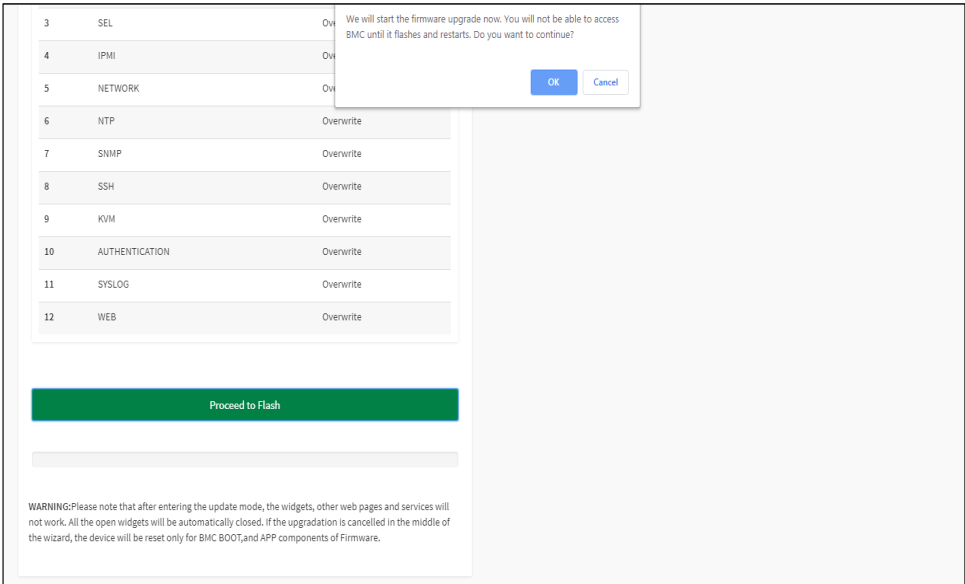 We will start the firmware upgrade now. You will not be able to access
BMC until it flashes and restarts. Do you want to continue?
OK Cancel
3 SEL
4 IPMI
5 NETWORK
6 NTP Overwrite
7 SNMP Overwrite
8 SSH Overwrite
9 KVM Overwrite
10 AUTHENTICATION Overwrite
11 SYSLOG Overwrite
12 WEB Overwrite
Proceed to Flash
WARNING:Please note that after entering the update mode, the widgets, other web pages and services will
not work. All the open widgets will be automatically closed. If the upgradation is cancelled in the middle of
the wizard, the device will be reset only for BMC BOOT,and APP components of Firmware.